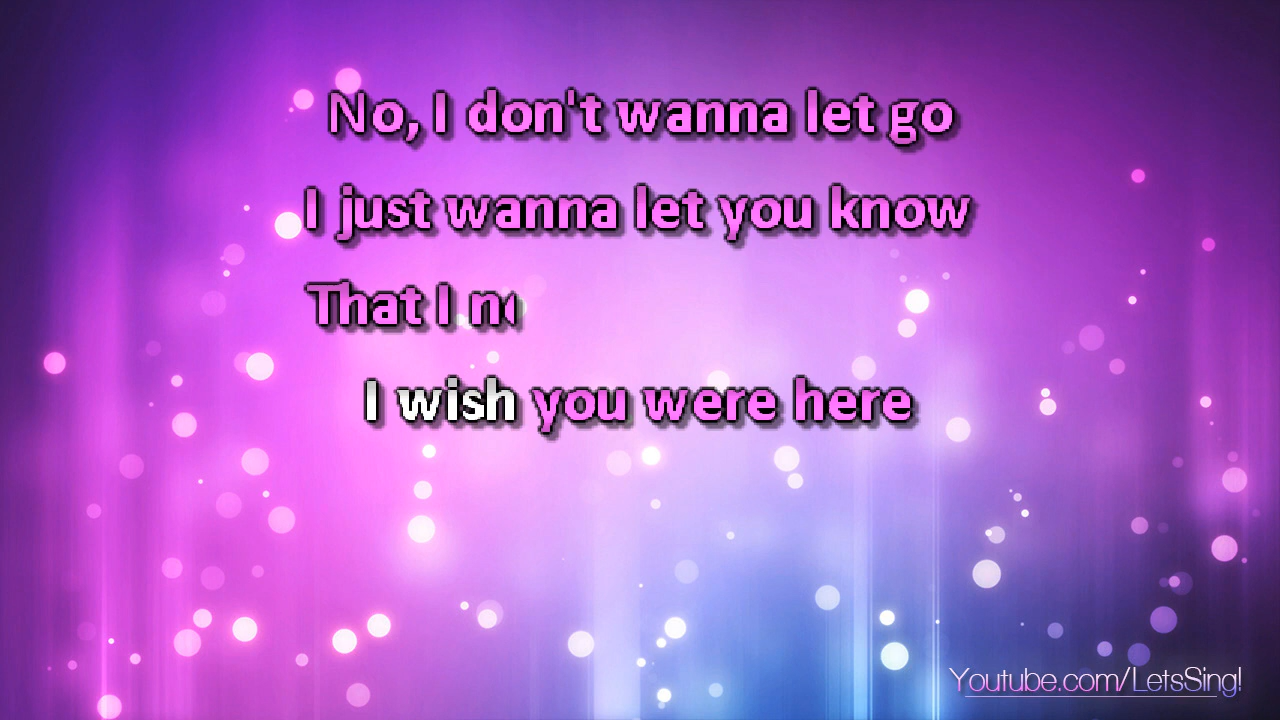 No, I don't wanna let go
I just wanna let you know
That I
I wish you were here
Youtube.com/LetsSing!